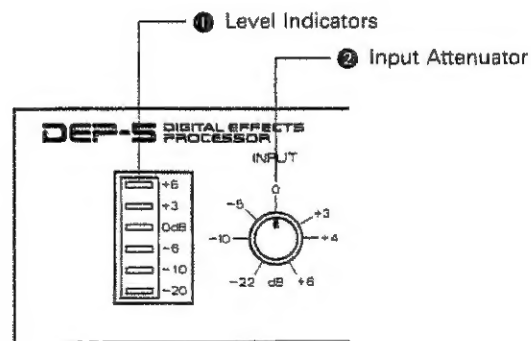 ❶ Level Indicators
❷ Input Attenuator
DEP-5 DIGITAL EFFECTS
PROCESSOR
INPUT
+6
+3
0dB
-6
-10
-20
0
-5
+3
-10
+4
-22
dB
+6